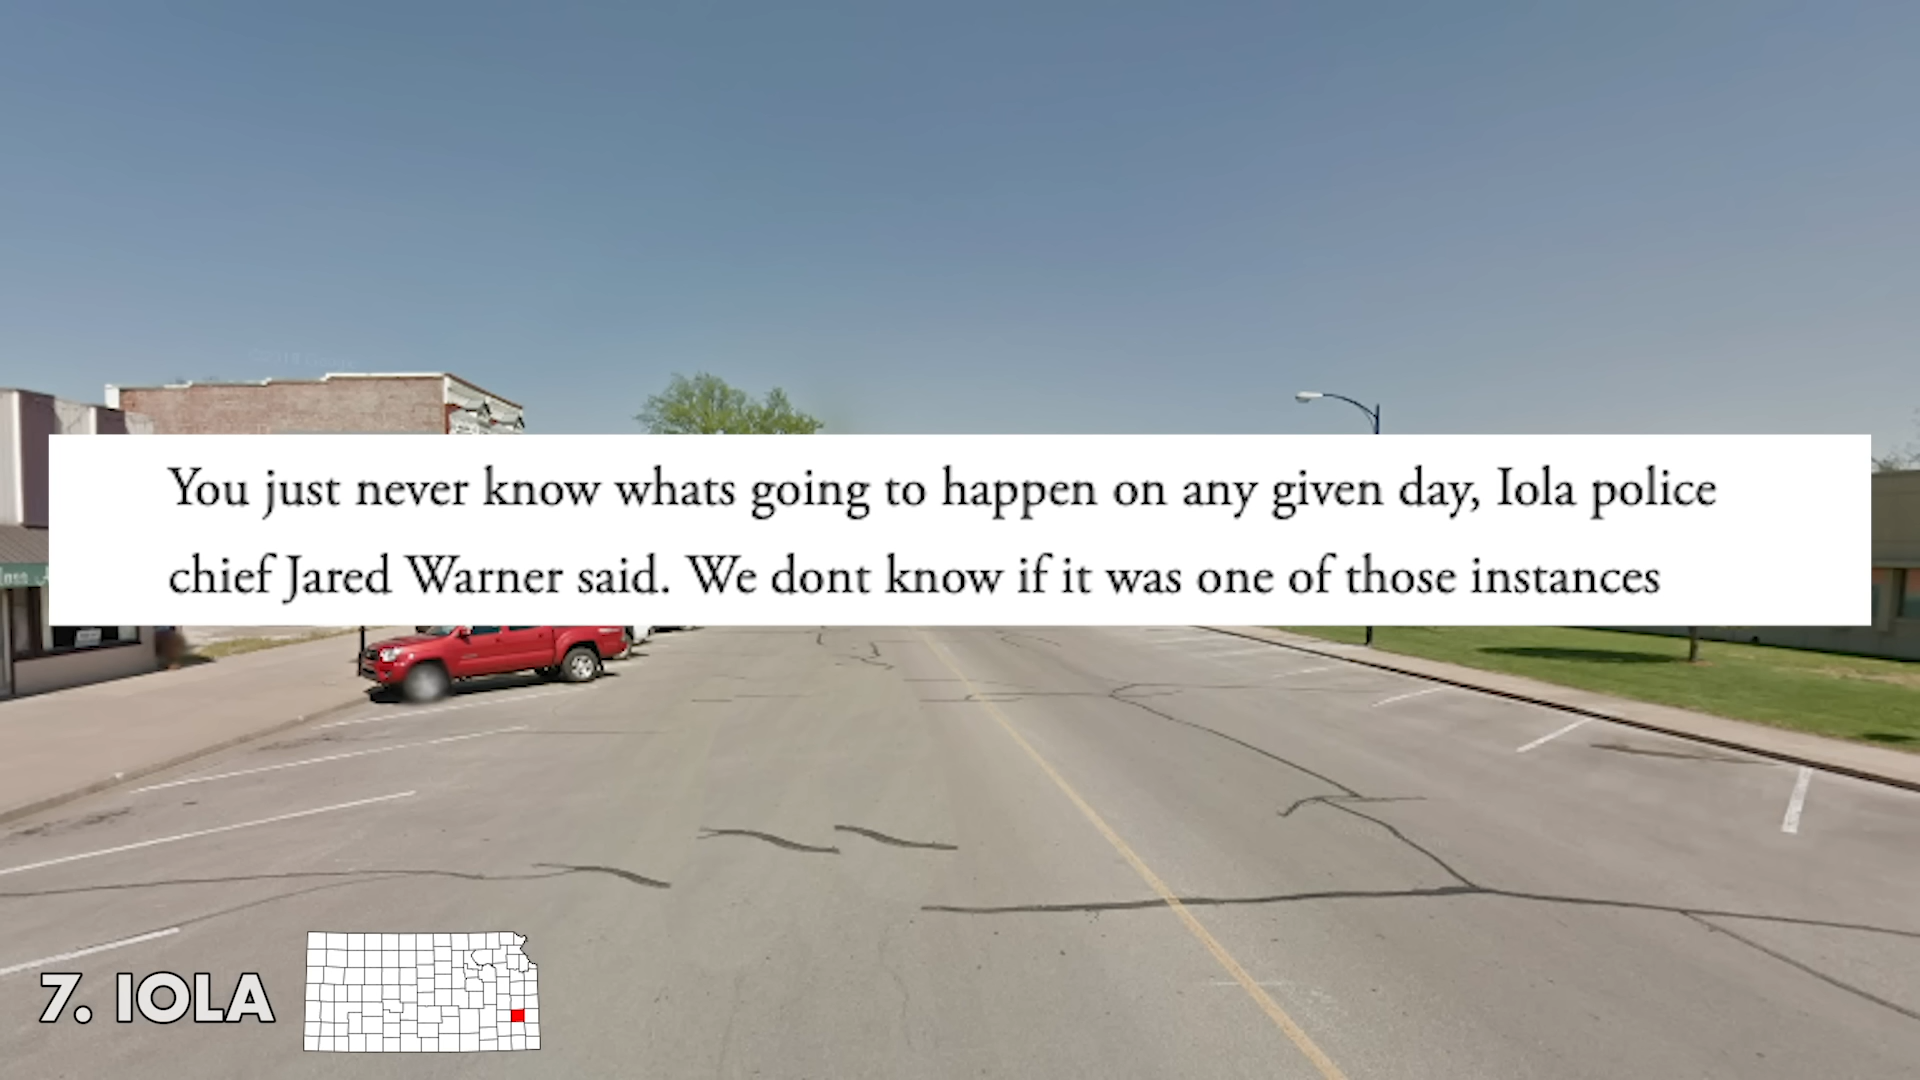 You just never know whats going to happen on any given day, Iola police
chief Jared Warner said. We dont know if it was one of those instances
7. IOLA